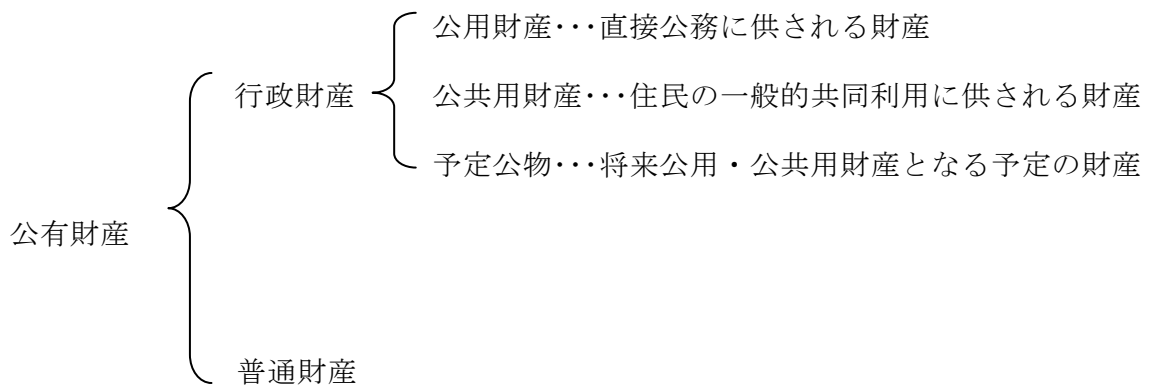 公用財産･･･直接公務に供される財産
行政財産
公共用財産･･･住民の一般的共同利用に供される財産
予定公物･･･将来公用・公共用財産となる予定の財産
公有財産
普通財産